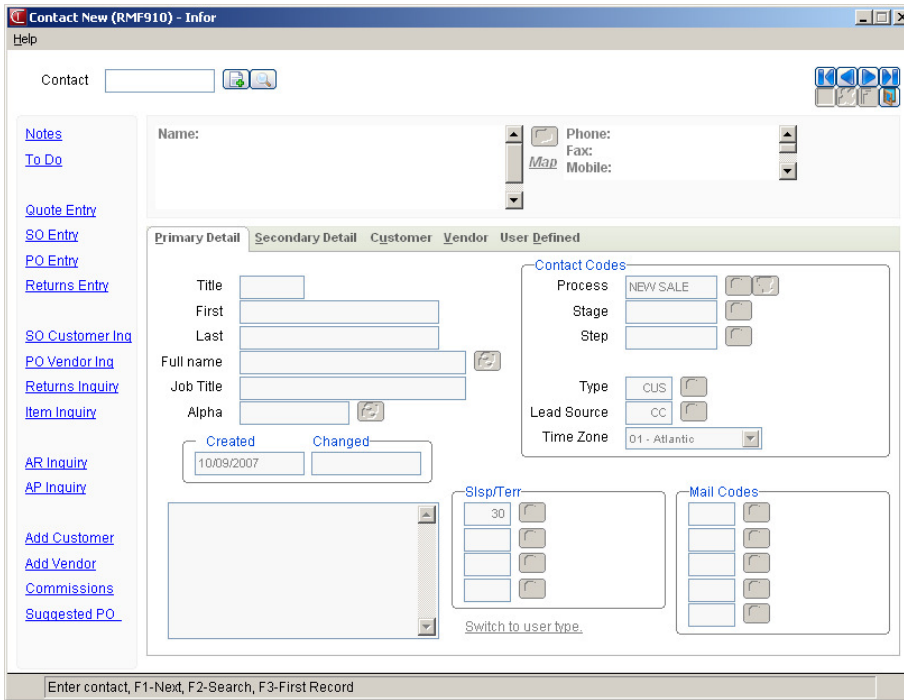 Contact New (RMF910) - Infor
Help
Contact
Notes
To Do
Quote Entry
SO Entry
PO Entry
Returns Entry
SO Customer Inq
PO Vendor Inq
Returns Inquiry
Item Inquiry
AR Inquiry
AP Inquiry
Add Customer
Add Vendor
Commissions
Suggested PO
Name:
Map
Phone:
Fax:
Mobile:
Primary Detail Secondary Detail Customer Vendor User Defined
Title
First
Last
Full name
Job Title
Alpha
Created Changed
10/09/2007
Contact Codes
Process NEW SALE
Stage
Step
Type CUS
Lead Source CC
Time Zone 01 - Atlantic
Slsp/Terr
30
Switch to user type.
Mail Codes
Enter contact, F1-Next, F2-Search, F3-First Record